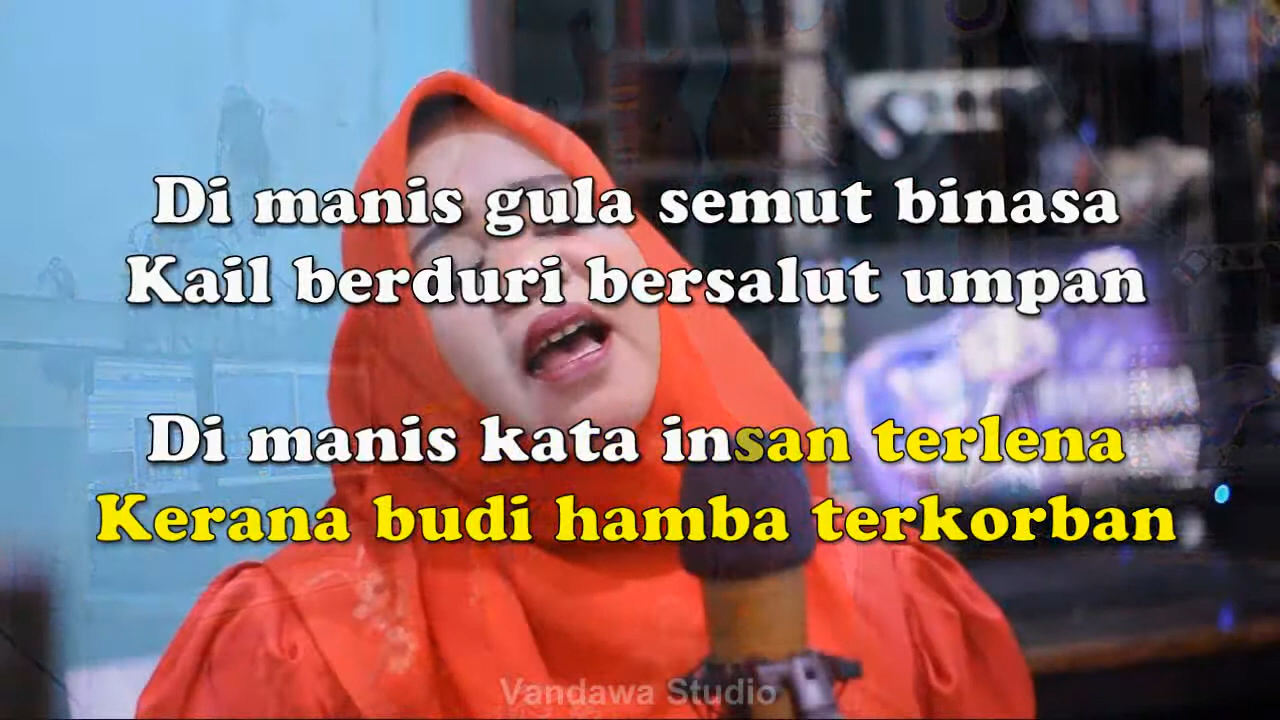 Di manis gula semut binasa
Kail berduri bersalut umpan
Di manis kata insan terlena
Kerana budi hamba terkorban
Vandawa Studio